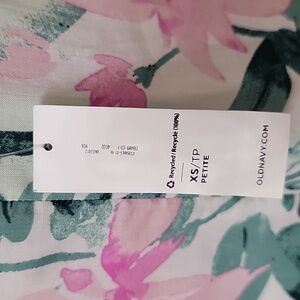 Recycled/Recyclé (100%)
XS/TP
PETITE
OLDNAVY.COM